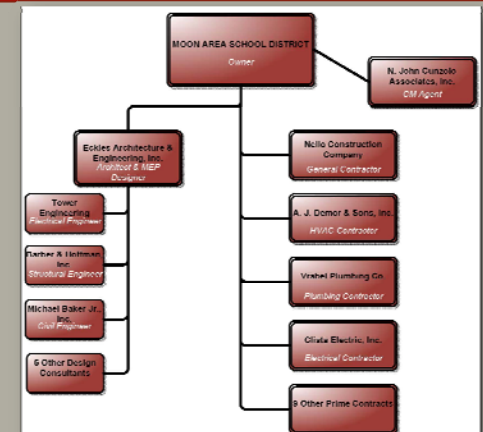 MOON AREA SCHOOL DISTRICT
Owner
N. John Cunzolo
Associates, Inc.
CM Agent
Eckles Architecture &
Engineering, Inc.
Architect & MEP
Designer
Tower
Engineering
Electrical Engineer
Barber & Hoffman,
Inc.
Structural Engineer
Michael Baker Jr.,
Inc.
Civil Engineer
5 Other Design
Consultants
Nello Construction
Company
General Contractor
A. J. Demor & Sons, Inc.
HVAC Contractor
Vrabel Plumbing Co.
Plumbing Contractor
Clista Electric, Inc.
Electrical Contractor
Other Prime Contracts